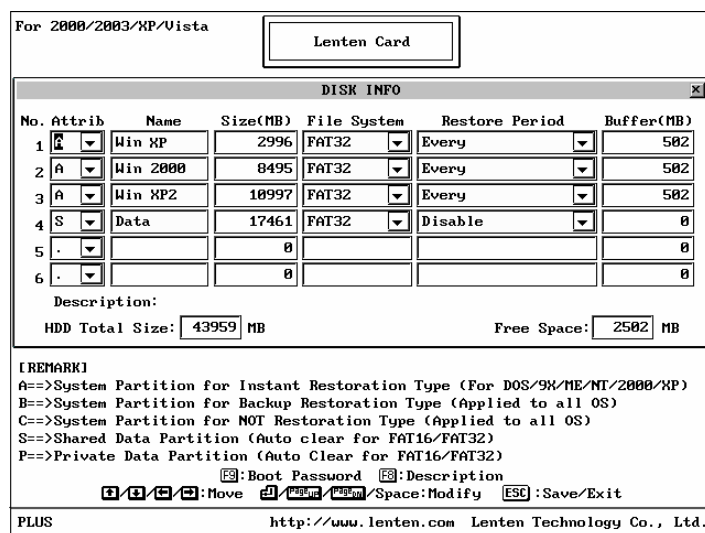 For 2000/2003/XP/Vista
Lenten Card
DISK INFO
No. Attrib Name Size(MB) File System Restore Period Buffer(MB)
1 A Win XP 2996 FAT32 Every 502
2 A Win 2000 8495 FAT32 Every 502
3 A Win XP2 10997 FAT32 Every 502
4 S Data 17461 FAT32 Disable 0
5 . 0 0
6 . 0 0
Description:
HDD Total Size: 43959 MB Free Space: 2502 MB
[REMARK]
A==>System Partition for Instant Restoration Type (For DOS/9X/ME/NT/2000/XP)
B==>System Partition for Backup Restoration Type (Applied to all OS)
C==>System Partition for NOT Restoration Type (Applied to all OS)
S==>Shared Data Partition (Auto clear for FAT16/FAT32)
P==>Private Data Partition (Auto Clear for FAT16/FAT32)
F9:Boot Password F8:Description
↑/↓/←/→:Move ↵/PageUP/PageDN/Space:Modify ESC :Save/Exit
PLUS http://www.lenten.com Lenten Technology Co., Ltd.